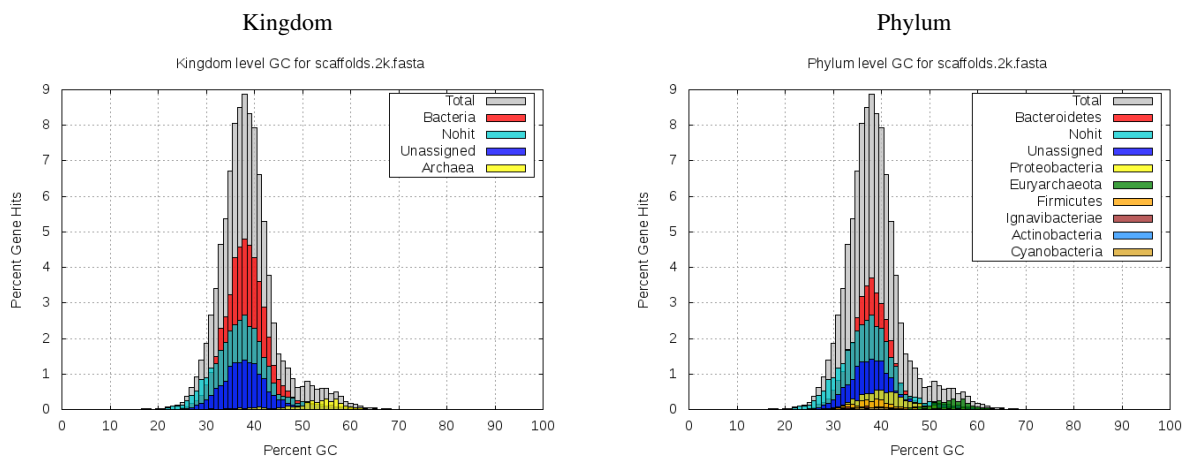 Kingdom
Kingdom level GC for scaffolds.2k.fasta
Percent Gene Hits
9
8
7
6
5
4
3
2
1
0
Total
Bacteria
Nohit
Unassigned
Archaea
0 10 20 30 40 50 60 70 80 90 100
Percent GC
Phylum
Phylum level GC for scaffolds.2k.fasta
Percent Gene Hits
9
8
7
6
5
4
3
2
1
0
Total
Bacteroidetes
Nohit
Unassigned
Proteobacteria
Euryarchaeota
Firmicutes
Ignavibacteriae
Actinobacteria
Cyanobacteria
0 10 20 30 40 50 60 70 80 90 100
Percent GC